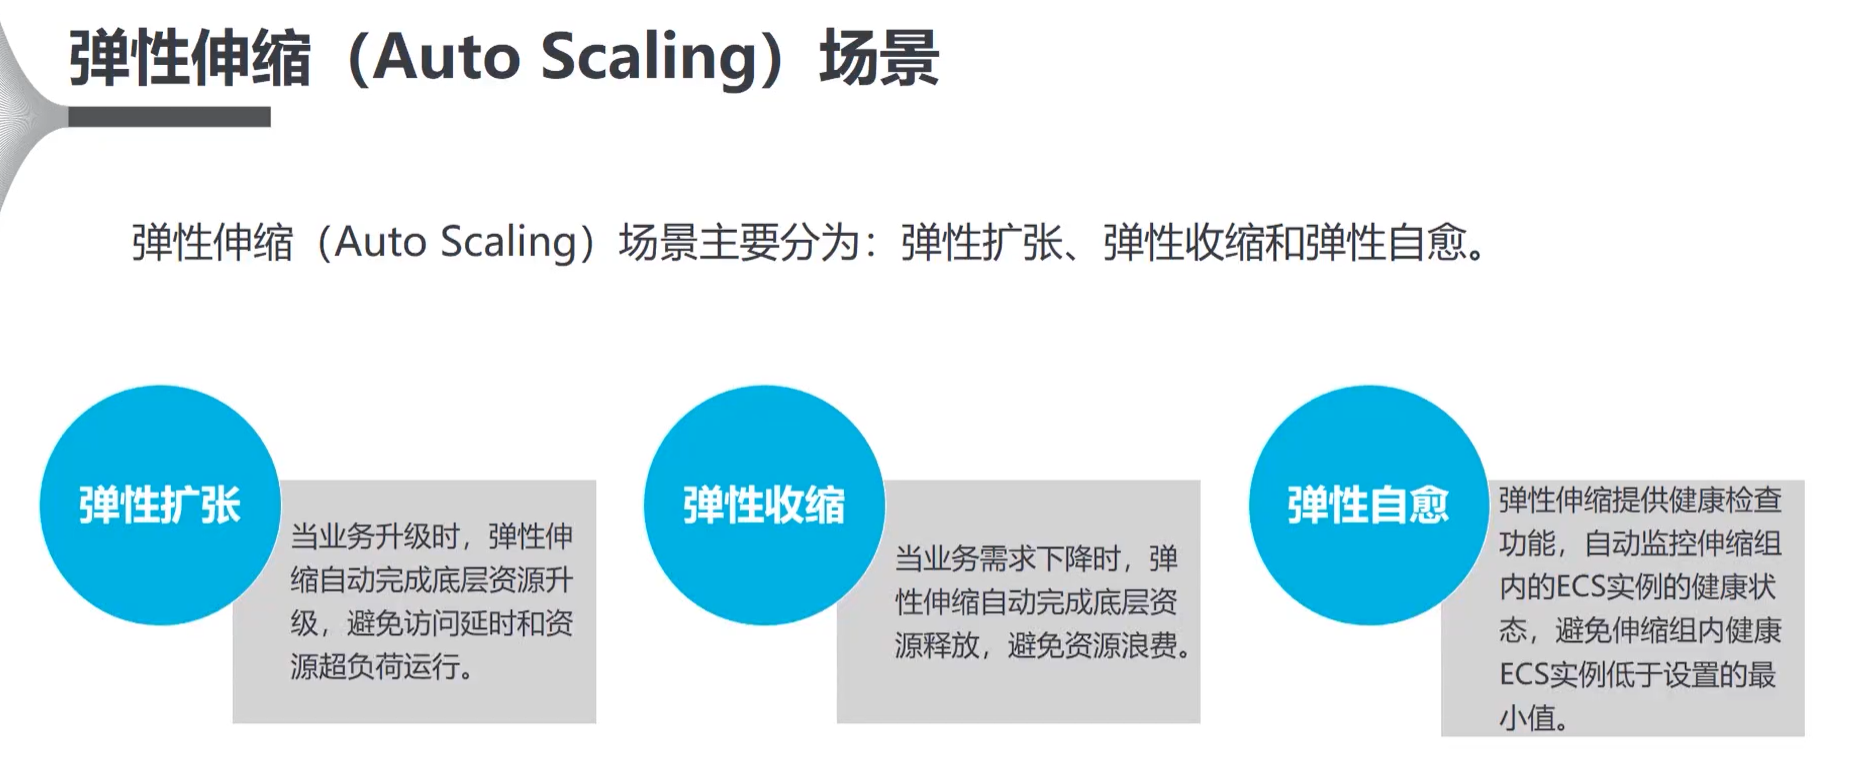 弹性伸缩（Auto Scaling）场景
弹性伸缩（Auto Scaling）场景主要分为：弹性扩张、弹性收缩和弹性自愈。
弹性扩张
当业务升级时，弹性伸
缩自动完成底层资源升
级，避免访问延时和资
源超负荷运行。
弹性收缩
当业务需求下降时，弹
性伸缩自动完成底层资
源释放，避免资源浪费。
弹性自愈
弹性伸缩提供健康检查
功能，自动监控伸缩组
内的ECS实例的健康状
态，避免伸缩组内健康
ECS实例低于设置的最
小值。